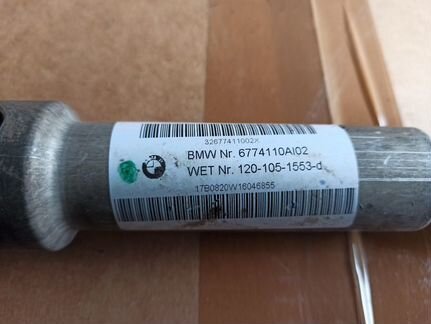 32677411002X
BMW Nr. 6774110AI02
WET Nr. 120-105-1553-d
17B0820W16046855